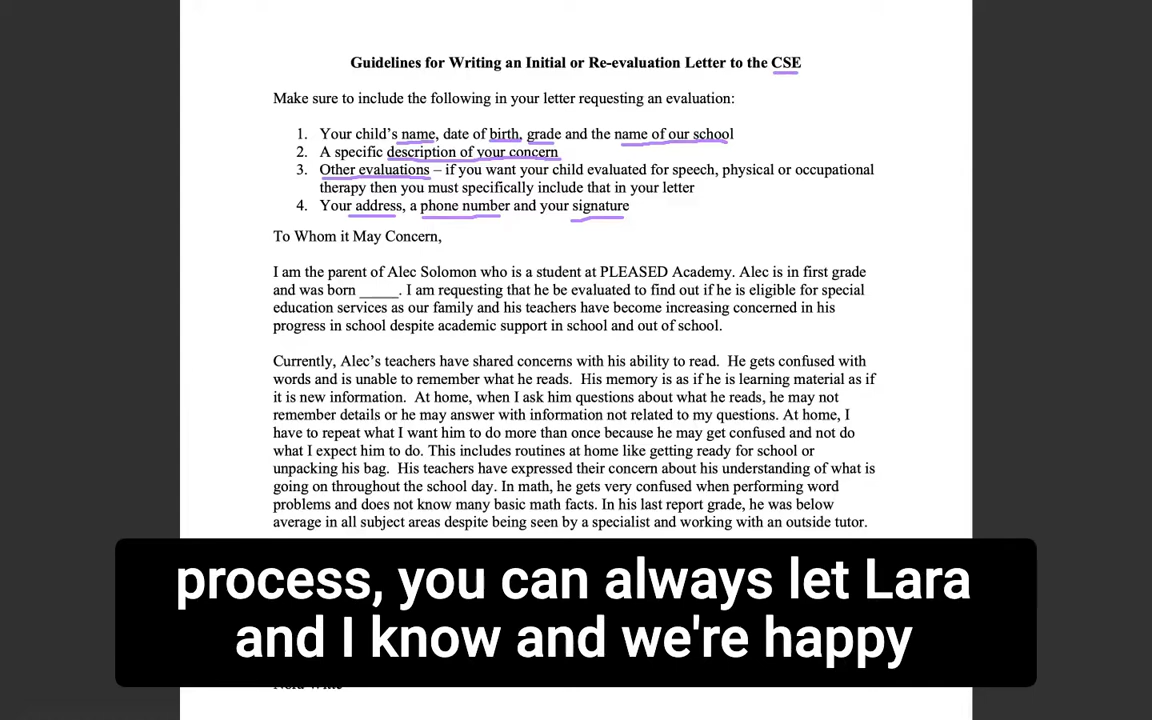 Guidelines for Writing an Initial or Re-evaluation Letter to the CSE
Make sure to include the following in your letter requesting an evaluation:
1. Your child's name, date of birth, grade and the name of our school
2. A specific description of your concern
3. Other evaluations – if you want your child evaluated for speech, physical or occupational
therapy then you must specifically include that in your letter
4. Your address, a phone number and your signature
To Whom it May Concern,
I am the parent of Alec Solomon who is a student at PLEASED Academy. Alec is in first grade
and was born _____. I am requesting that he be evaluated to find out if he is eligible for special
education services as our family and his teachers have become increasing concerned in his
progress in school despite academic support in school and out of school.
Currently, Alec's teachers have shared concerns with his ability to read. He gets confused with
words and is unable to remember what he reads. His memory is as if he is learning material as if
it is new information. At home, when I ask him questions about what he reads, he may not
remember details or he may answer with information not related to my questions. At home, I
have to repeat what I want him to do more than once because he may get confused and not do
what I expect him to do. This includes routines at home like getting ready for school or
unpacking his bag. His teachers have expressed their concern about his understanding of what is
going on throughout the school day. In math, he gets very confused when performing word
problems and does not know many basic math facts. In his last report grade, he was below
average in all subject areas despite being seen by a specialist and working with an outside tutor.
process, you can always let Lara
and I know and we're happy